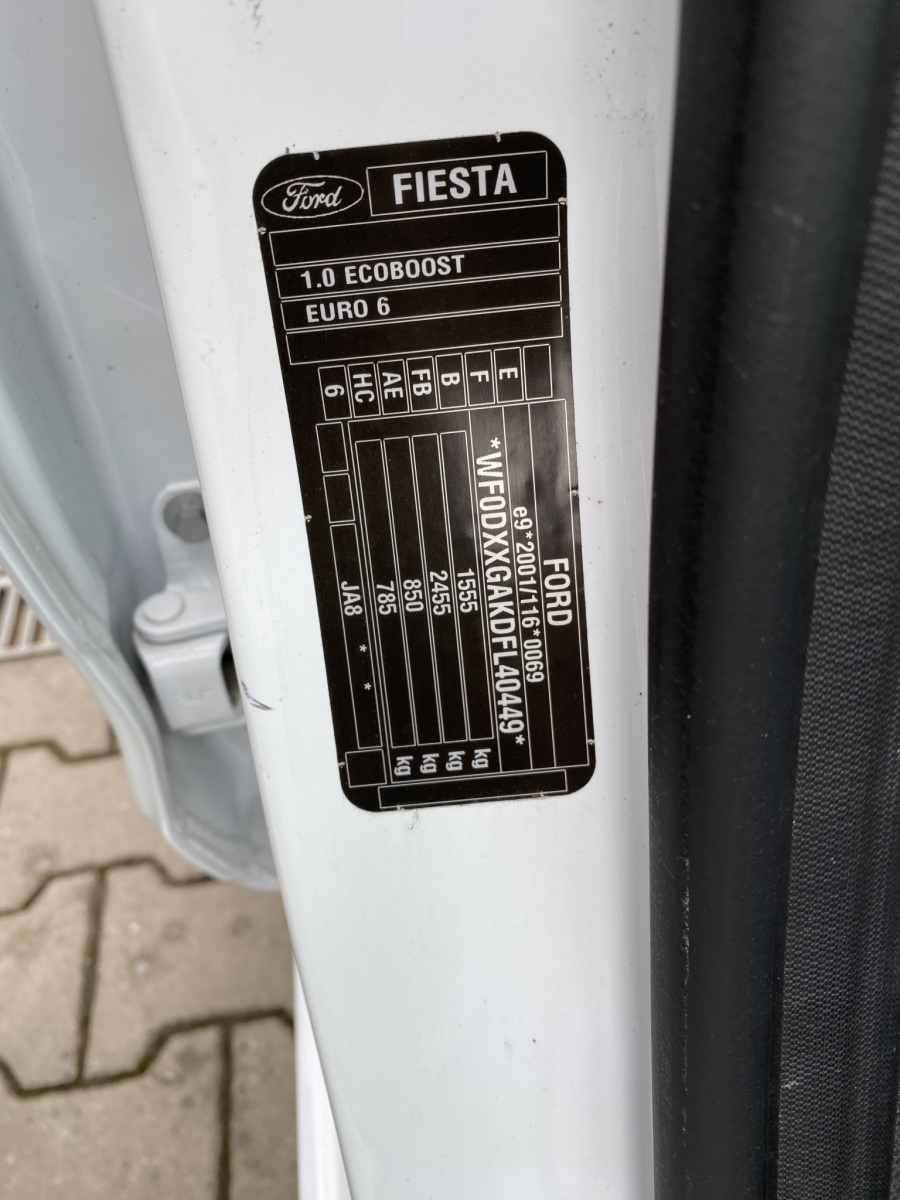 Ford
FIESTA
1.0 ECOBOOST
EURO 6
E
F
B
FB
AE
HC
6
FORD
e9*2001/116*0069
*WF0DXXGAKDFL40449*
1555 kg
2455 kg
850 kg
785 kg
JA8 * *